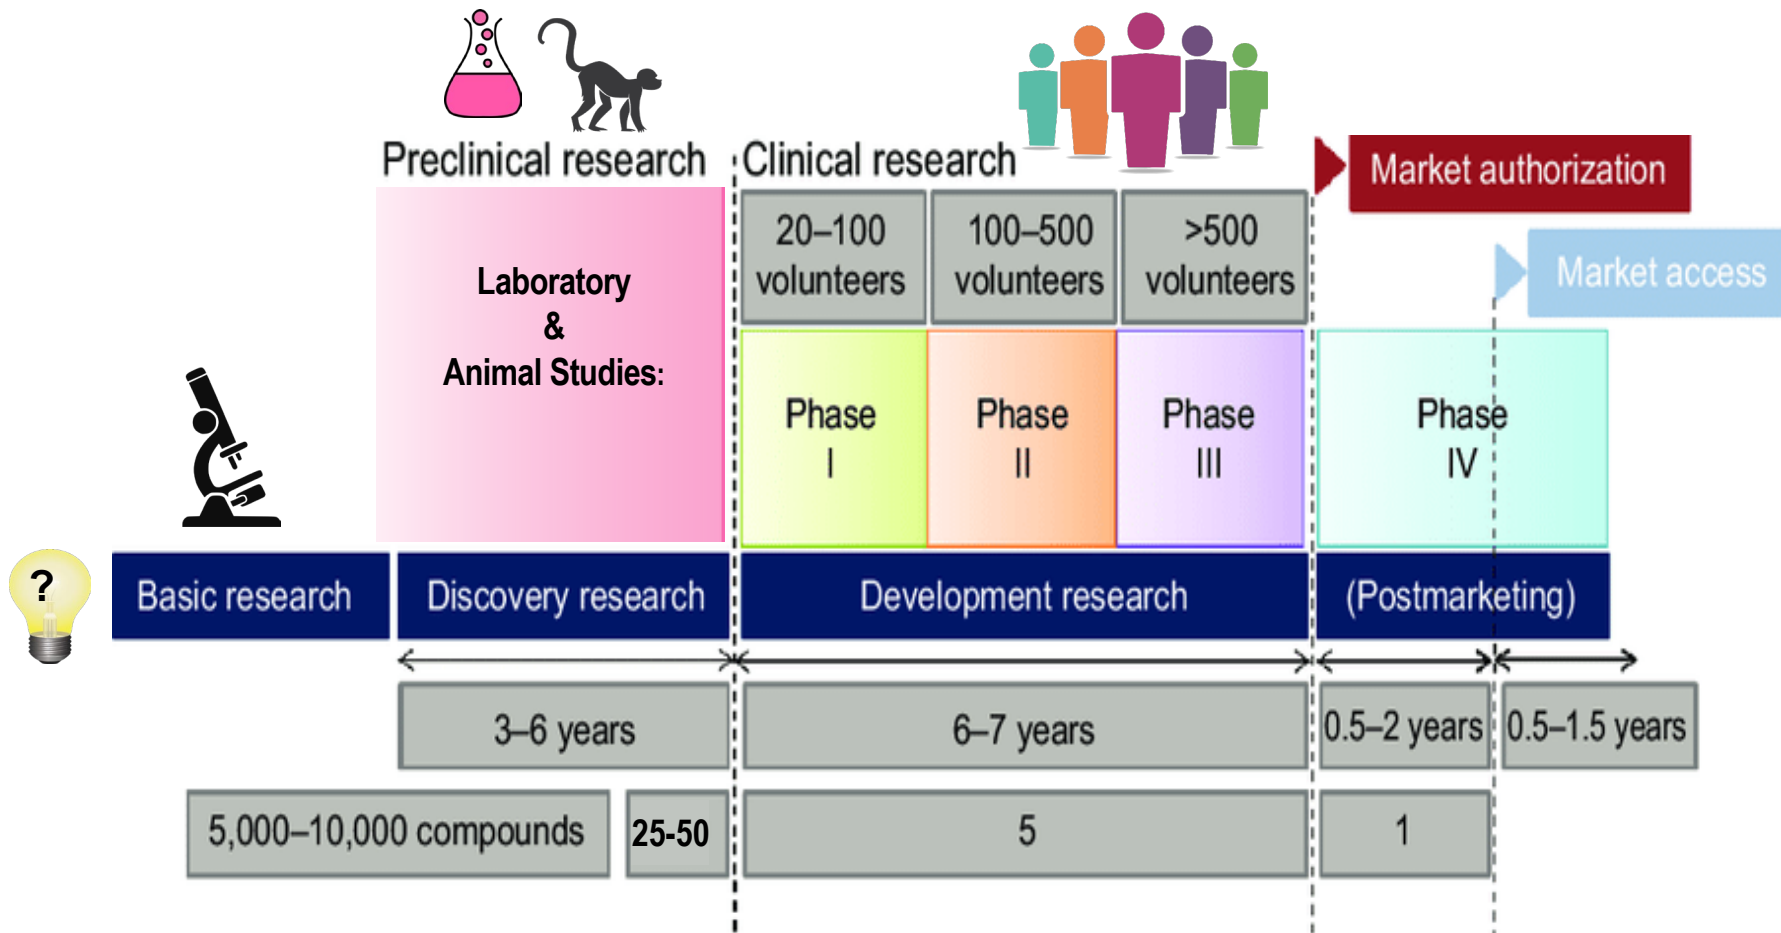 Preclinical research
Clinical research
Market authorization
Market access
Laboratory
&
Animal Studies:
20–100
volunteers
100–500
volunteers
>500
volunteers
Phase
I
Phase
II
Phase
III
Phase
IV
?
Basic research
Discovery research
Development research
(Postmarketing)
3–6 years
6–7 years
0.5–2 years
0.5–1.5 years
5,000–10,000 compounds
25-50
5
1